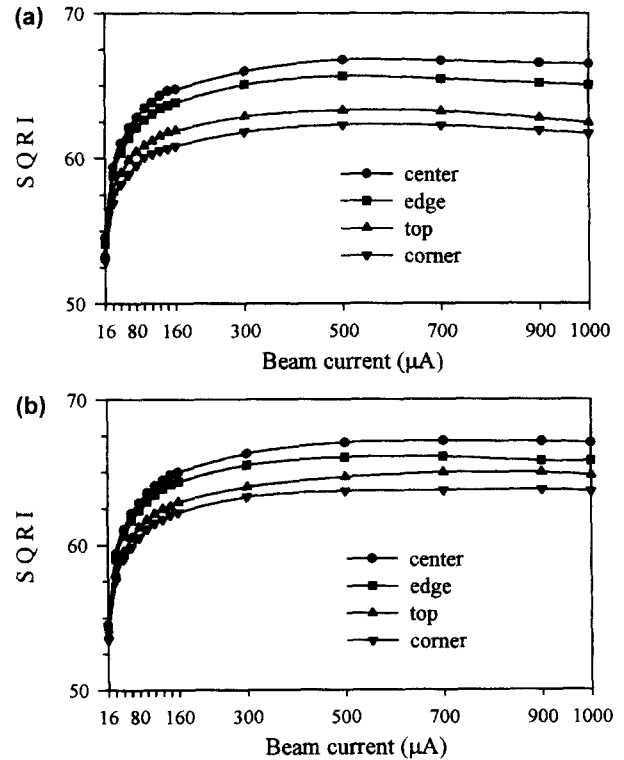 (a)
70
60
50
SQRI
center
edge
top
corner
16 80 160 300 500 700 900 1000
Beam current (μA)
(b)
70
60
50
SQRI
center
edge
top
corner
16 80 160 300 500 700 900 1000
Beam current (μA)